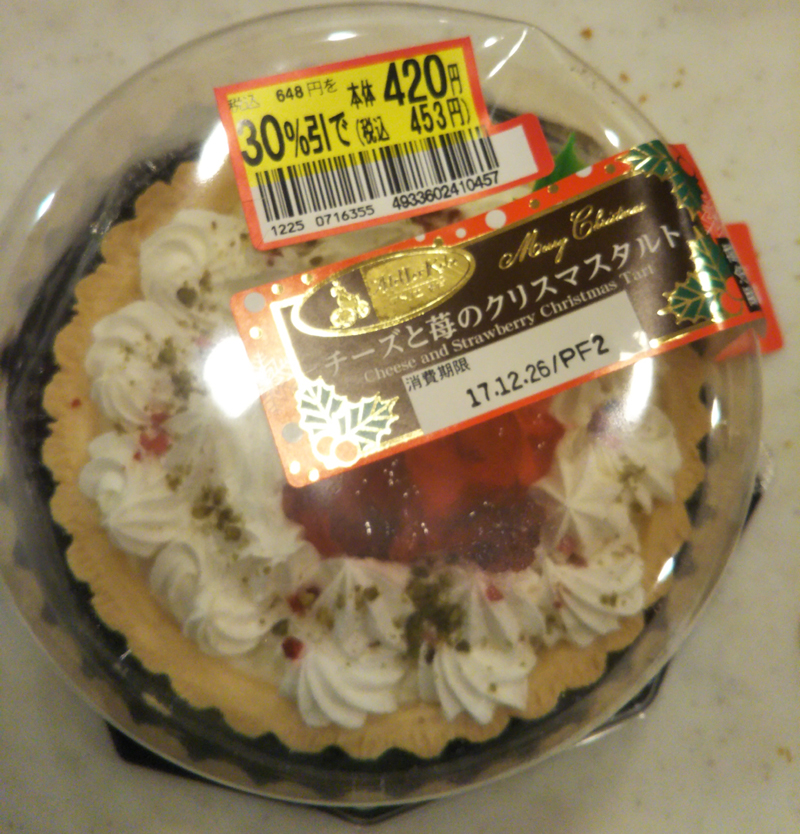 税込 648円を 本体 420円
30%引で (税込 453円)
4933602410457
1225 0716355
Merry Christmas
チーズと苺のクリスマスタルト
Cheese and Strawberry Christmas Tart
消費期限
17.12.26/PF2